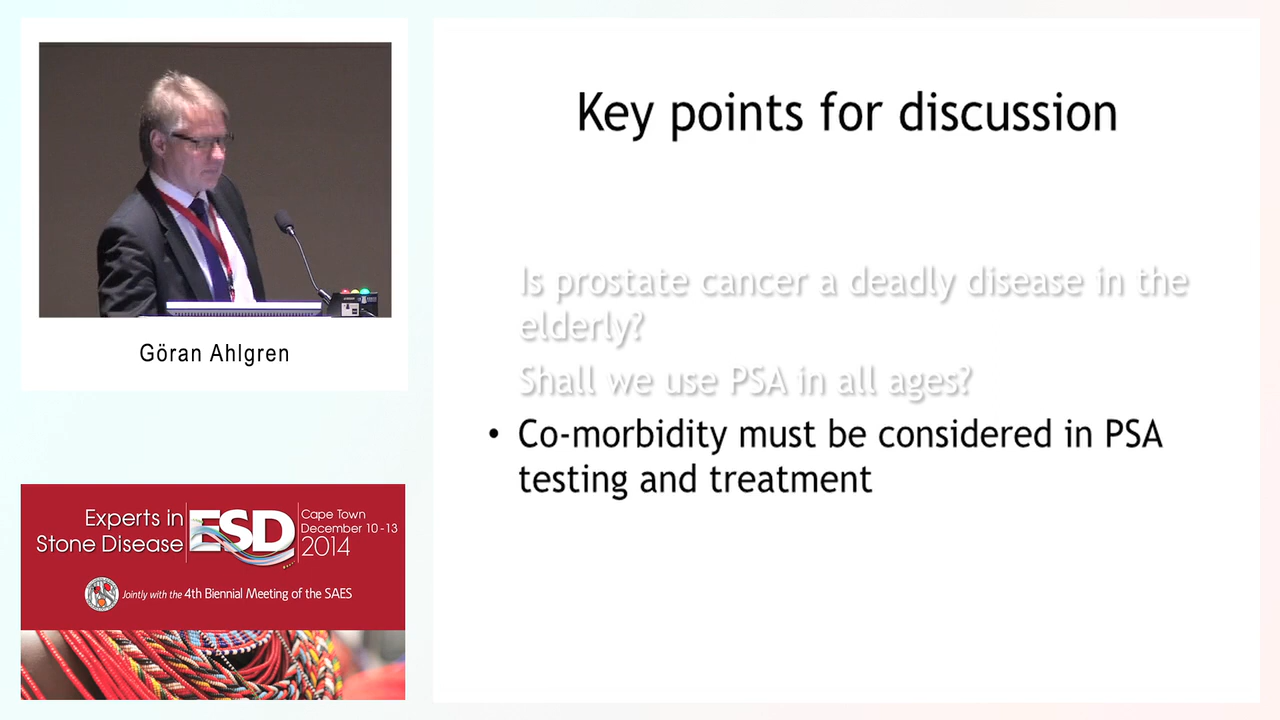 Göran Ahlgren
Experts in
Stone Disease
ESD
Cape Town
December 10-13
2014
Jointly with the 4th Biennial Meeting of the SAES
Key points for discussion
Is prostate cancer a deadly disease in the
elderly?
Shall we use PSA in all ages?
• Co-morbidity must be considered in PSA
testing and treatment